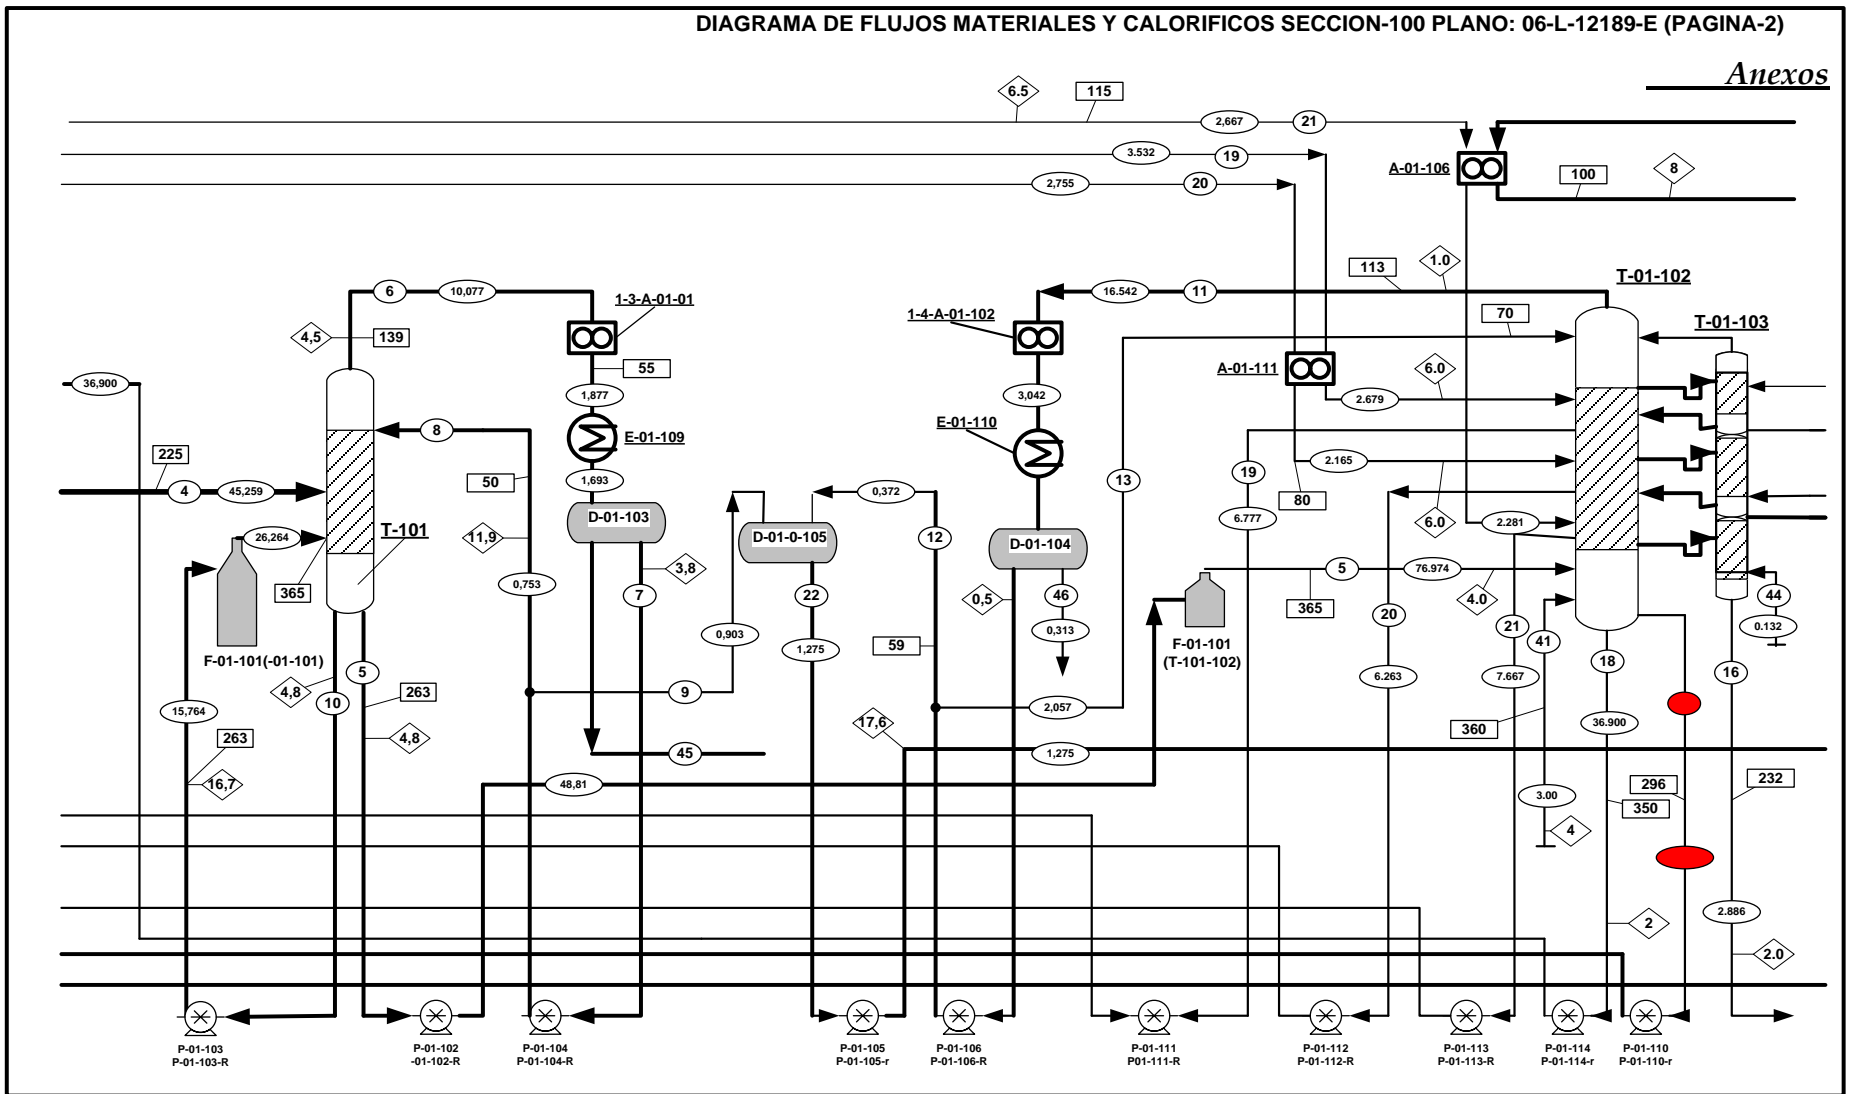 DIAGRAMA DE FLUJOS MATERIALES Y CALORIFICOS SECCION-100 PLANO: 06-L-12189-E (PAGINA-2)
Anexos
6.5
115
2,667
21
3.532
19
A-01-106
100
8
2,755
20
113
1.0
T-01-102
6
10,077
1-3-A-01-01
16.542
11
1-4-A-01-102
70
T-01-103
4,5
139
55
A-01-111
6.0
36,900
1,877
3,042
2.679
8
E-01-109
E-01-110
225
19
2.165
50
1,693
13
80
4
45,259
0,372
6.0
D-01-103
6.777
2.281
26,264
T-101
11,9
D-01-0-105
12
D-01-104
3,8
5
76.974
365
0,753
7
22
0,5
46
365
4.0
44
20
0,903
0,313
21
0.132
1,275
59
F-01-101
(T-101-102)
41
F-01-101(-01-101)
5
18
16
4,8
10
263
9
6.263
7.667
15,764
2,057
17,6
36.900
263
4,8
360
45
1,275
16,7
48,81
232
296
3.00
350
4
2.886
2
2.0
P-01-103
P-01-103-R
P-01-102
-01-102-R
P-01-104
P-01-104-R
P-01-105
P-01-105-r
P-01-106
P-01-106-R
P-01-111
P01-111-R
P-01-112
P-01-112-R
P-01-113
P-01-113-R
P-01-114
P-01-114-r
P-01-110
P-01-110-r